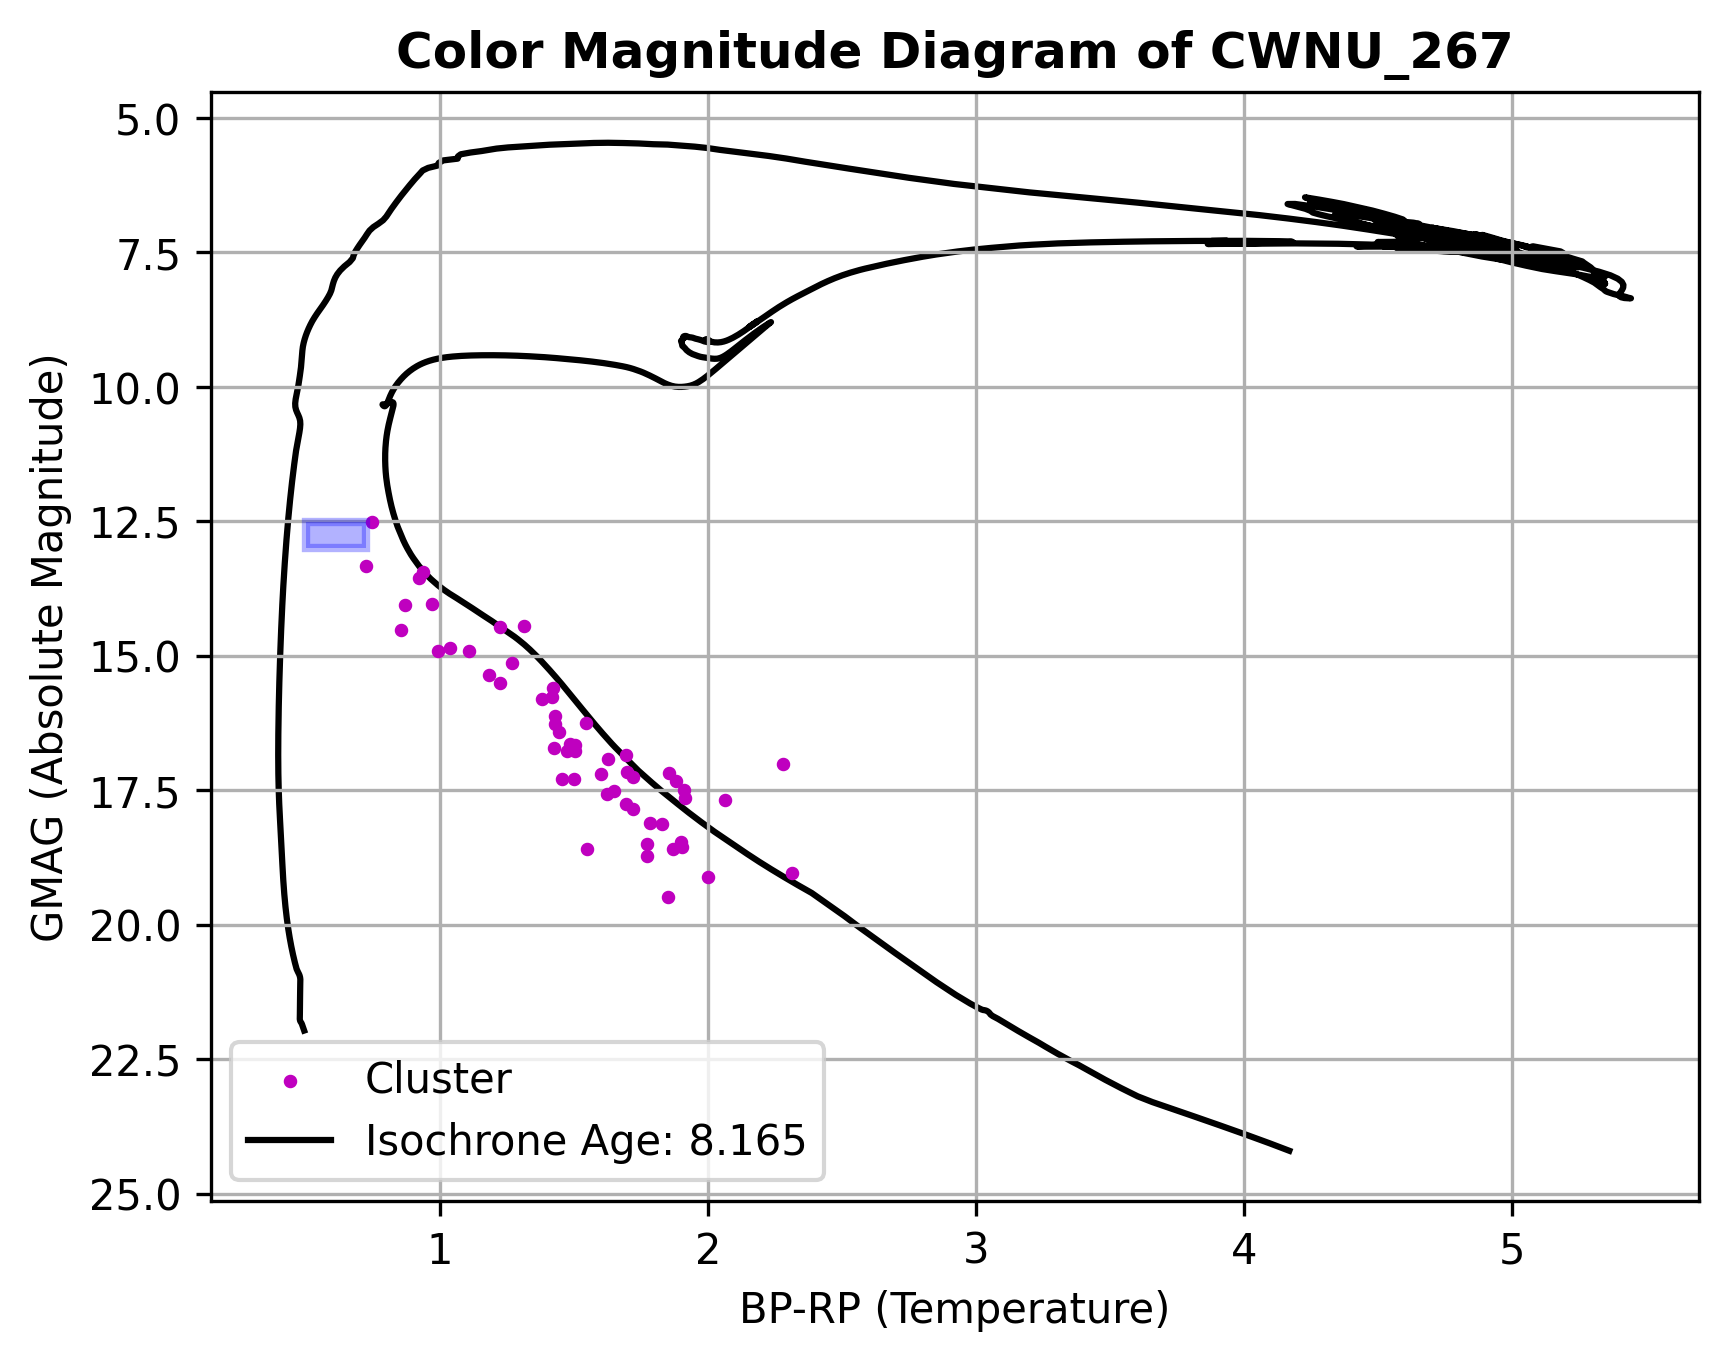 Color Magnitude Diagram of CWNU_267
GMAG (Absolute Magnitude)
5.0
7.5
10.0
12.5
15.0
17.5
20.0
22.5
25.0
Cluster
Isochrone Age: 8.165
1 2 3 4 5
BP-RP (Temperature)